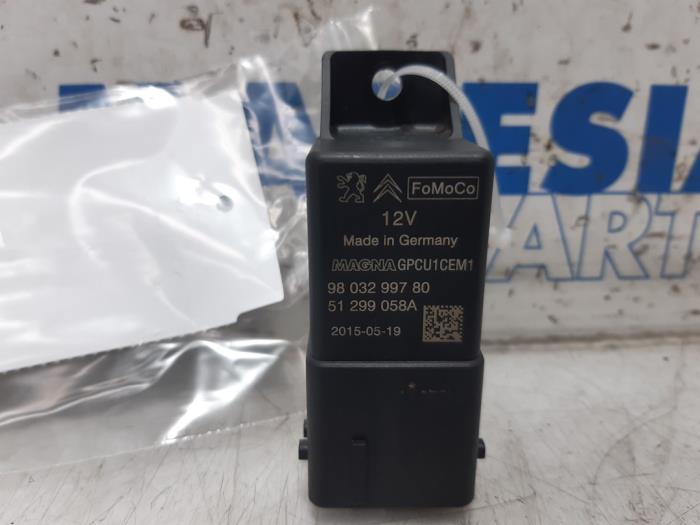 FoMoCo
12V
Made in Germany
MAGNA GPCU1CEM1
98 032 997 80
51 299 058A
2015-05-19